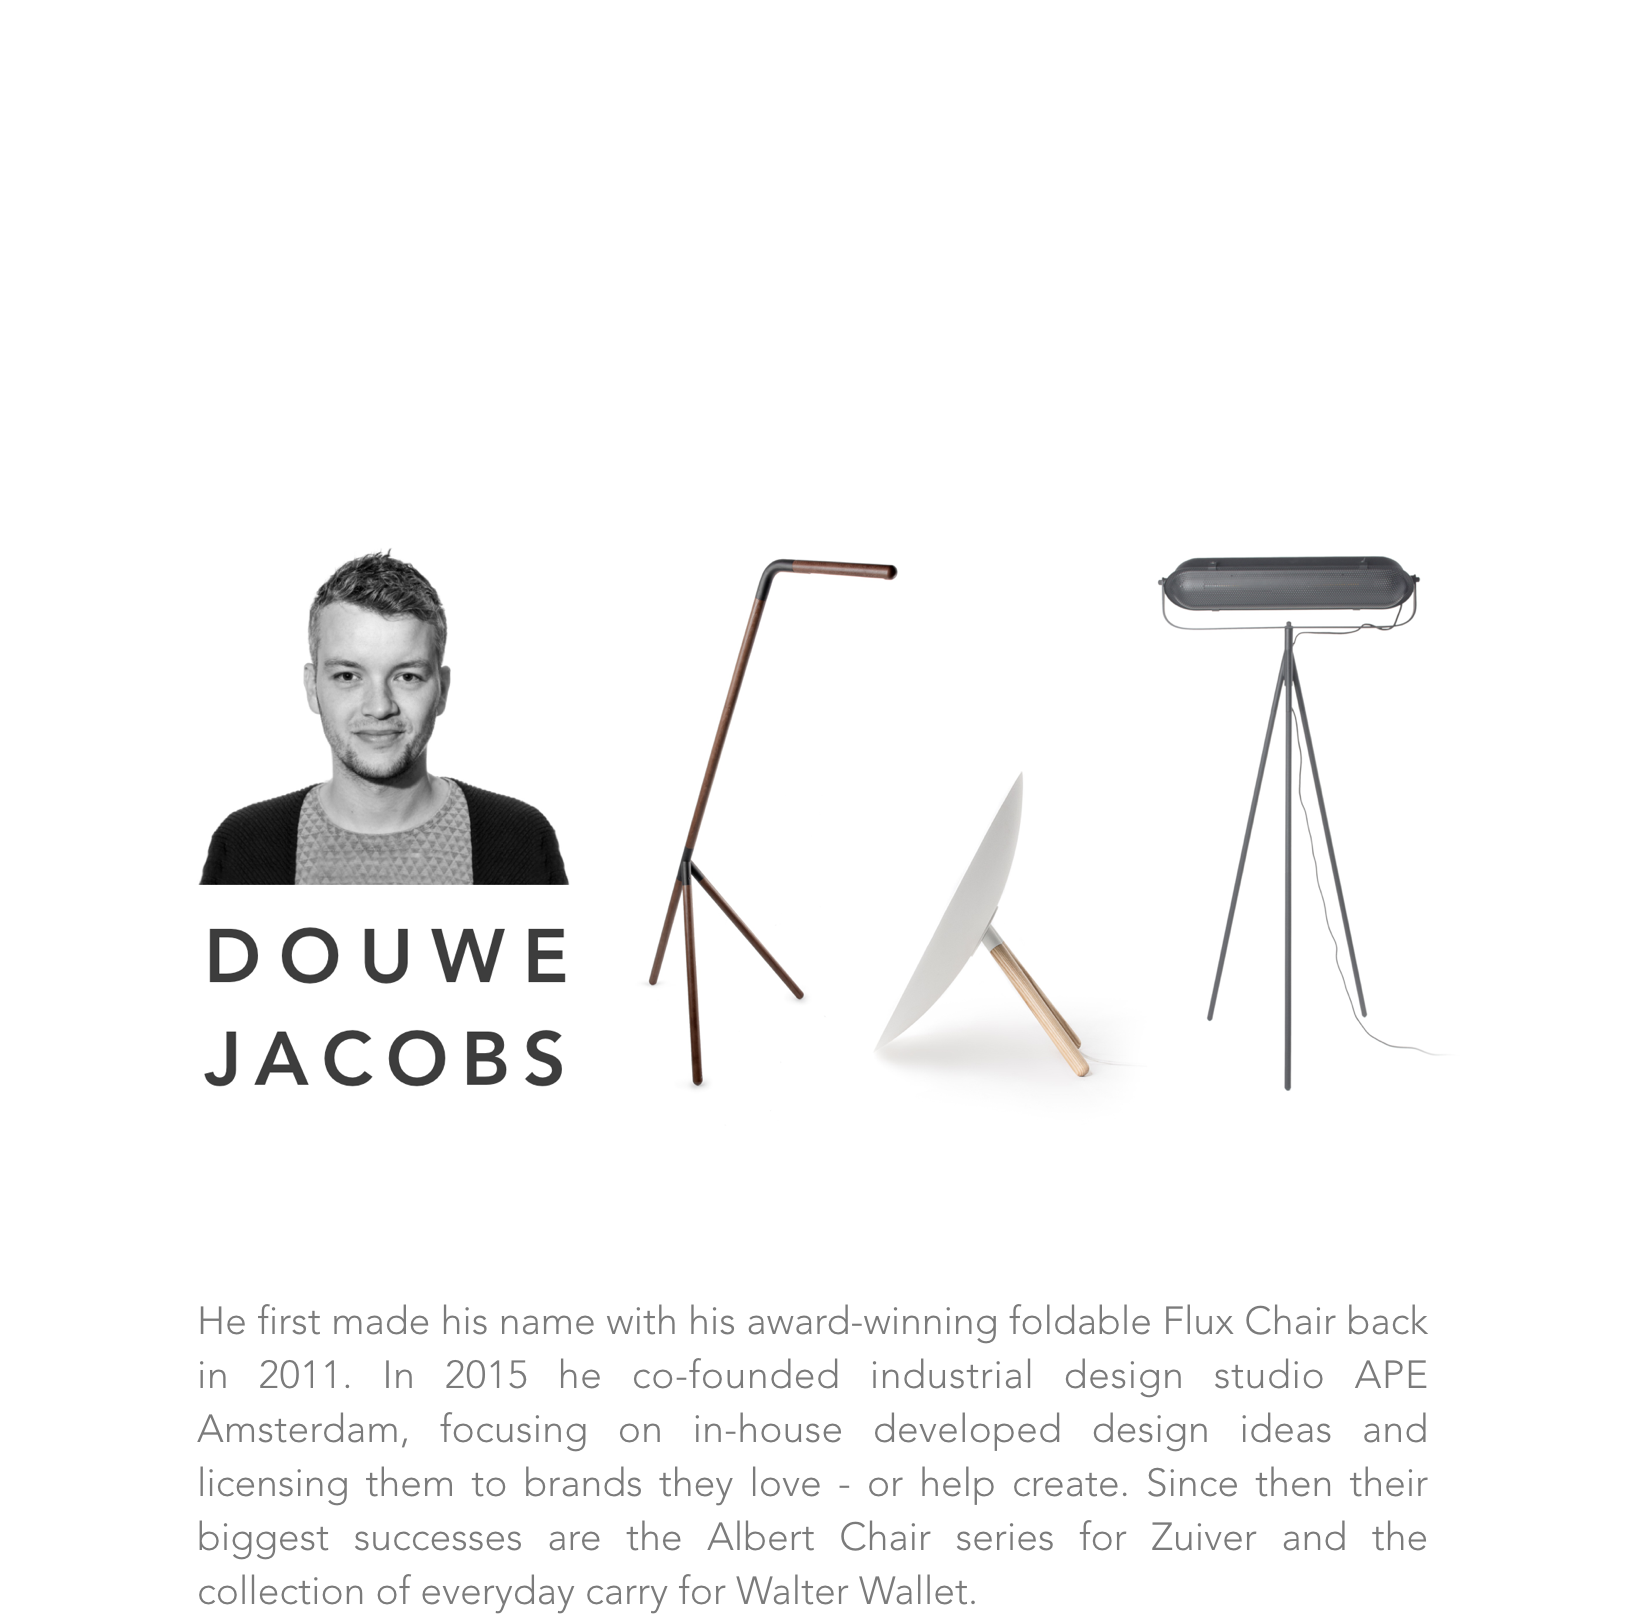 DOUWE
JACOBS
He first made his name with his award-winning foldable Flux Chair back
in 2011. In 2015 he co-founded industrial design studio APE
Amsterdam, focusing on in-house developed design ideas and
licensing them to brands they love - or help create. Since then their
biggest successes are the Albert Chair series for Zuiver and the
collection of everyday carry for Walter Wallet.